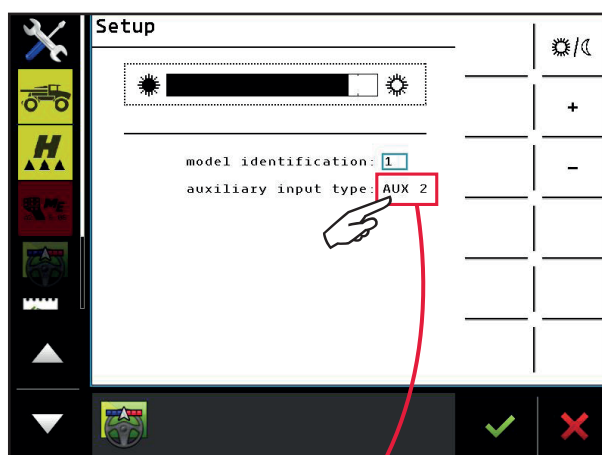 Setup
+
H
-
model identification: 1
auxiliary input type: AUX 2